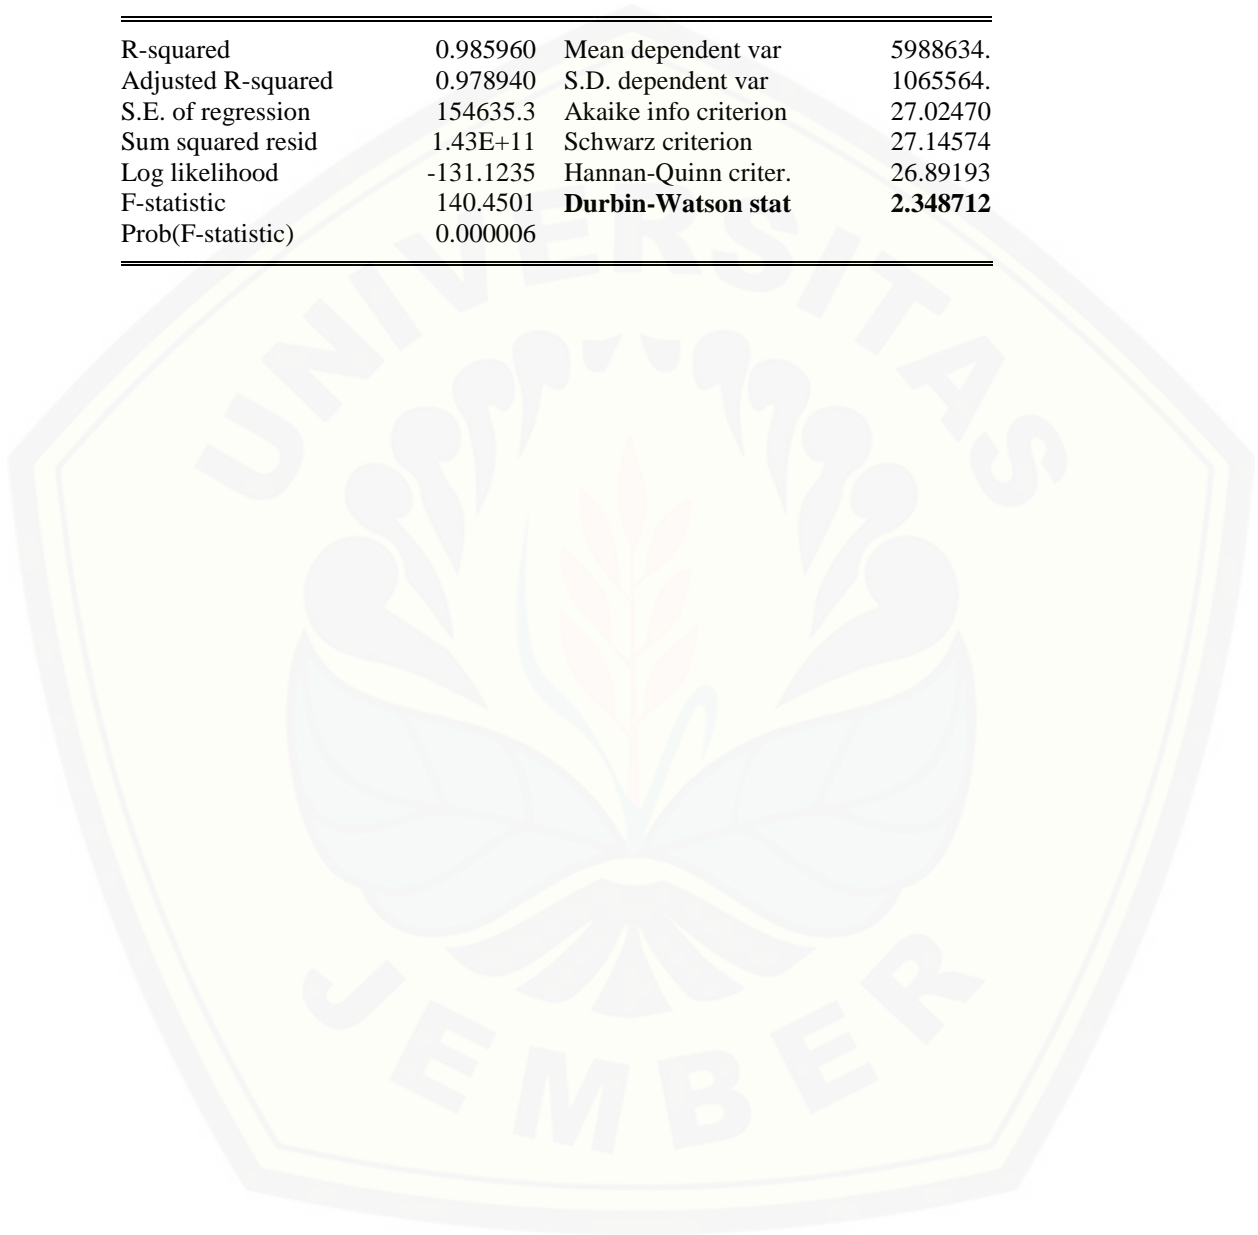 R-squared 0.985960 Mean dependent var 5988634.
Adjusted R-squared 0.978940 S.D. dependent var 1065564.
S.E. of regression 154635.3 Akaike info criterion 27.02470
Sum squared resid 1.43E+11 Schwarz criterion 27.14574
Log likelihood -131.1235 Hannan-Quinn criter. 26.89193
F-statistic 140.4501 Durbin-Watson stat 2.348712
Prob(F-statistic) 0.000006
UNIVERSITAS
JEMBER